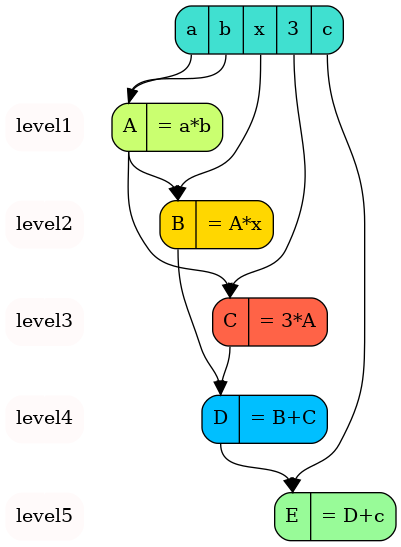 a b x 3 c
level1 A = a*b
level2 B = A*x
level3 C = 3*A
level4 D = B+C
level5 E = D+c